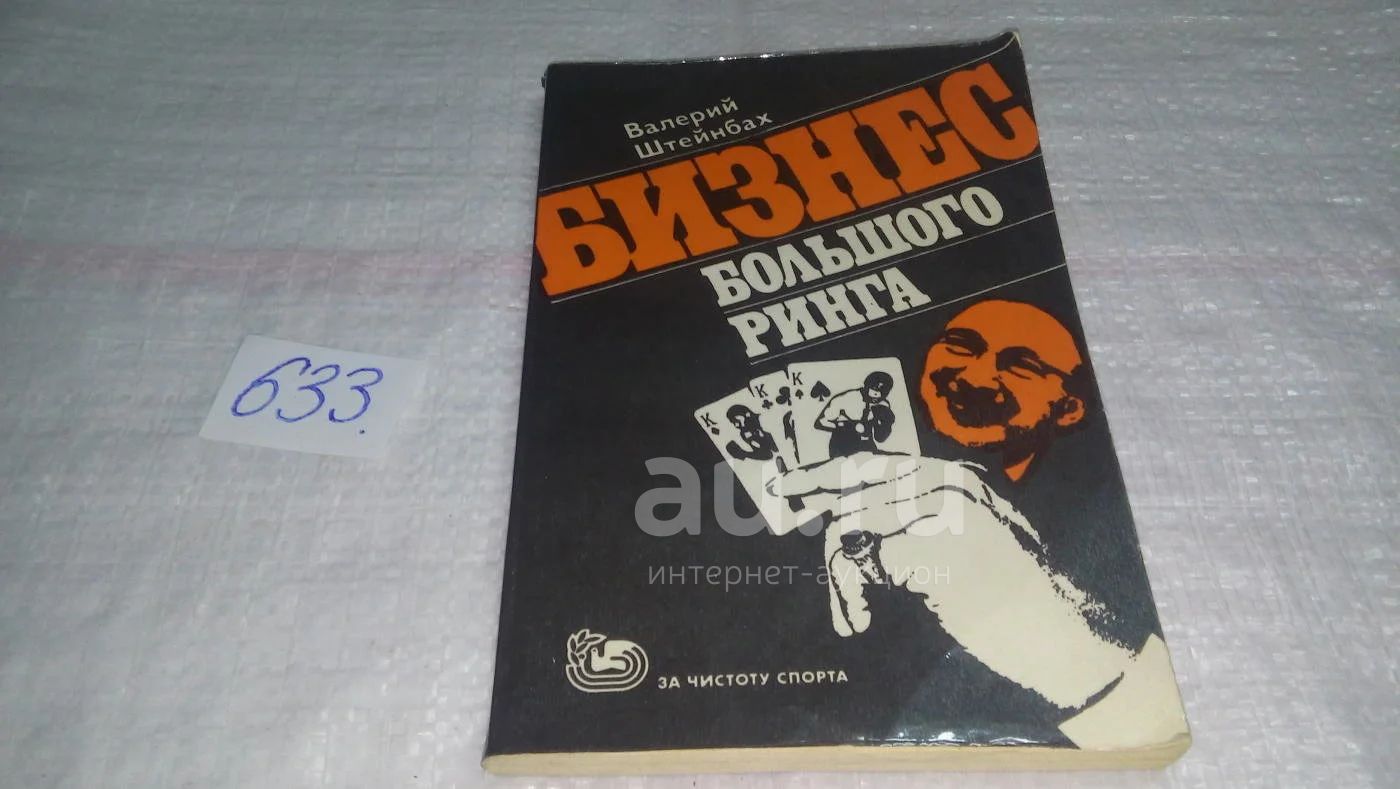 Валерий
Штейнбах
БИЗНЕС
БОЛЬШОГО
РИНГА
K
K
K
633.
au.ru
интернет-аукцион
ЗА ЧИСТОТУ СПОРТА